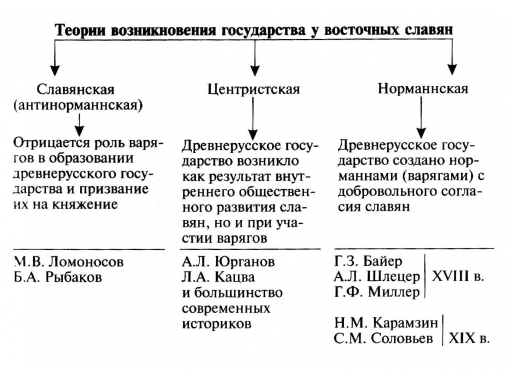 Теории возникновения государства у восточных славян
Славянская
(антинорманнская)
Отрицается роль варя-
гов в образовании
древнерусского госу-
дарства и призвание
их на княжение
М.В. Ломоносов
Б.А. Рыбаков
Центристская
Древнерусское госу-
дарство возникло
как результат внут-
реннего обществен-
ного развития сла-
вян, но и при уча-
стии варягов
А.Л. Юрганов
Л.А. Кацва
и большинство
современных
историков
Норманнская
Древнерусское госу-
дарство создано нор-
маннами (варягами) с
добровольного согла-
сия славян
Г.З. Байер
А.Л. Шлецер
Г.Ф. Миллер
XVIII в.
Н.М. Карамзин
С.М. Соловьев
XIX в.